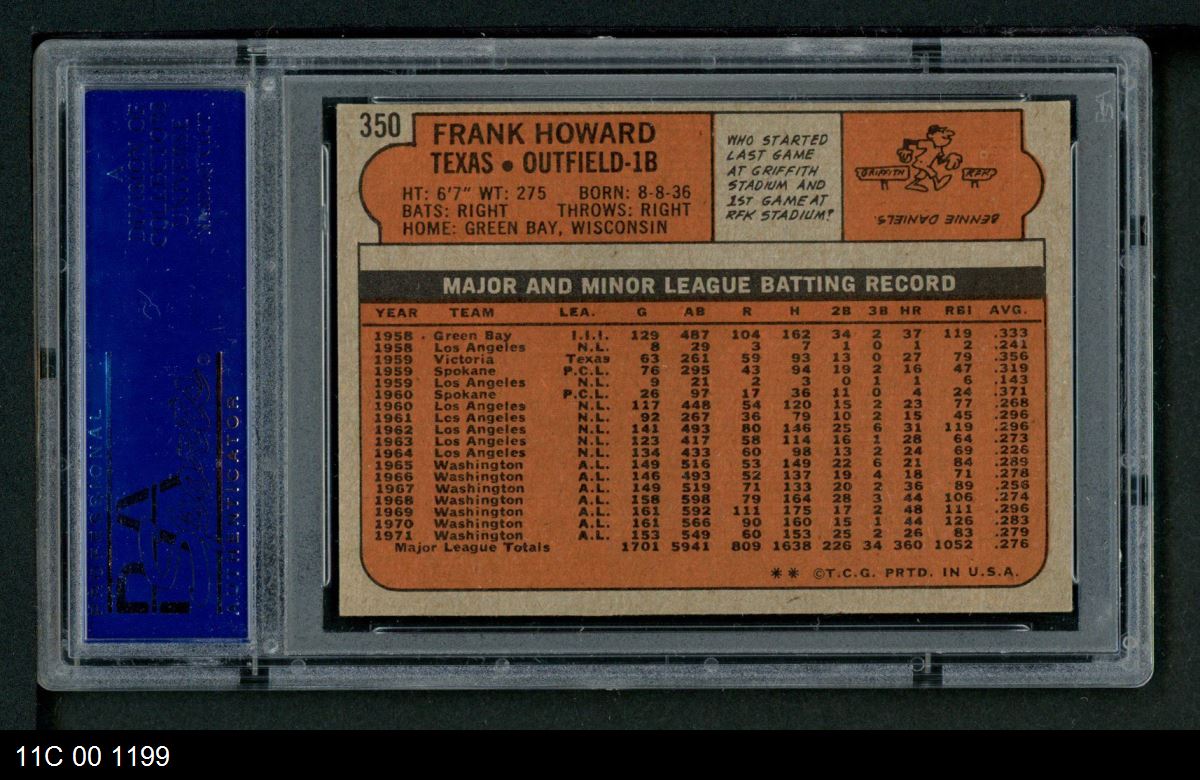 350
FRANK HOWARD
TEXAS • OUTFIELD-1B
HT: 6'7" WT: 275 BORN: 8-8-36
BATS: RIGHT THROWS: RIGHT
HOME: GREEN BAY, WISCONSIN
WHO STARTED
LAST GAME
AT GRIFFITH
STADIUM AND
1ST GAME AT
RFK STADIUM?
GRIFFITH RFK
BENNIE DANIELS.
MAJOR AND MINOR LEAGUE BATTING RECORD
YEAR TEAM LEA. G AB R H 2B 3B HR RBI AVG.
1958 Green Bay I.I.I. 129 487 104 162 34 2 37 119 .333
1958 Los Angeles N.L. 8 29 3 7 1 0 1 2 .241
1959 Victoria Texas 63 261 59 93 13 0 27 79 .356
1959 Spokane P.C.L. 76 295 43 94 19 2 16 47 .319
1959 Los Angeles N.L. 9 21 2 3 0 1 1 6 .143
1960 Spokane P.C.L. 26 97 17 36 11 0 4 24 .371
1960 Los Angeles N.L. 117 448 54 120 15 2 23 77 .268
1961 Los Angeles N.L. 92 267 36 79 10 2 15 45 .296
1962 Los Angeles N.L. 141 493 80 146 25 6 31 119 .296
1963 Los Angeles N.L. 123 417 58 114 16 1 28 64 .273
1964 Los Angeles N.L. 134 433 60 98 13 2 24 69 .226
1965 Washington A.L. 149 516 53 149 22 6 21 84 .289
1966 Washington A.L. 146 493 52 137 19 4 18 71 .278
1967 Washington A.L. 149 519 71 133 20 2 36 89 .256
1968 Washington A.L. 158 598 79 164 28 3 44 106 .274
1969 Washington A.L. 161 592 111 175 17 2 48 111 .296
1970 Washington A.L. 161 566 90 160 15 1 44 126 .283
1971 Washington A.L. 153 549 60 153 25 2 26 83 .279
Major League Totals 1701 5941 809 1638 226 34 360 1052 .276
** ©T.C.G. PRTD. IN U.S.A.
A
DIVISION OF
COLLECTORS
UNIVERSE
PROFESSIONAL
PSA
AUTHENTICATOR
11C 00 1199